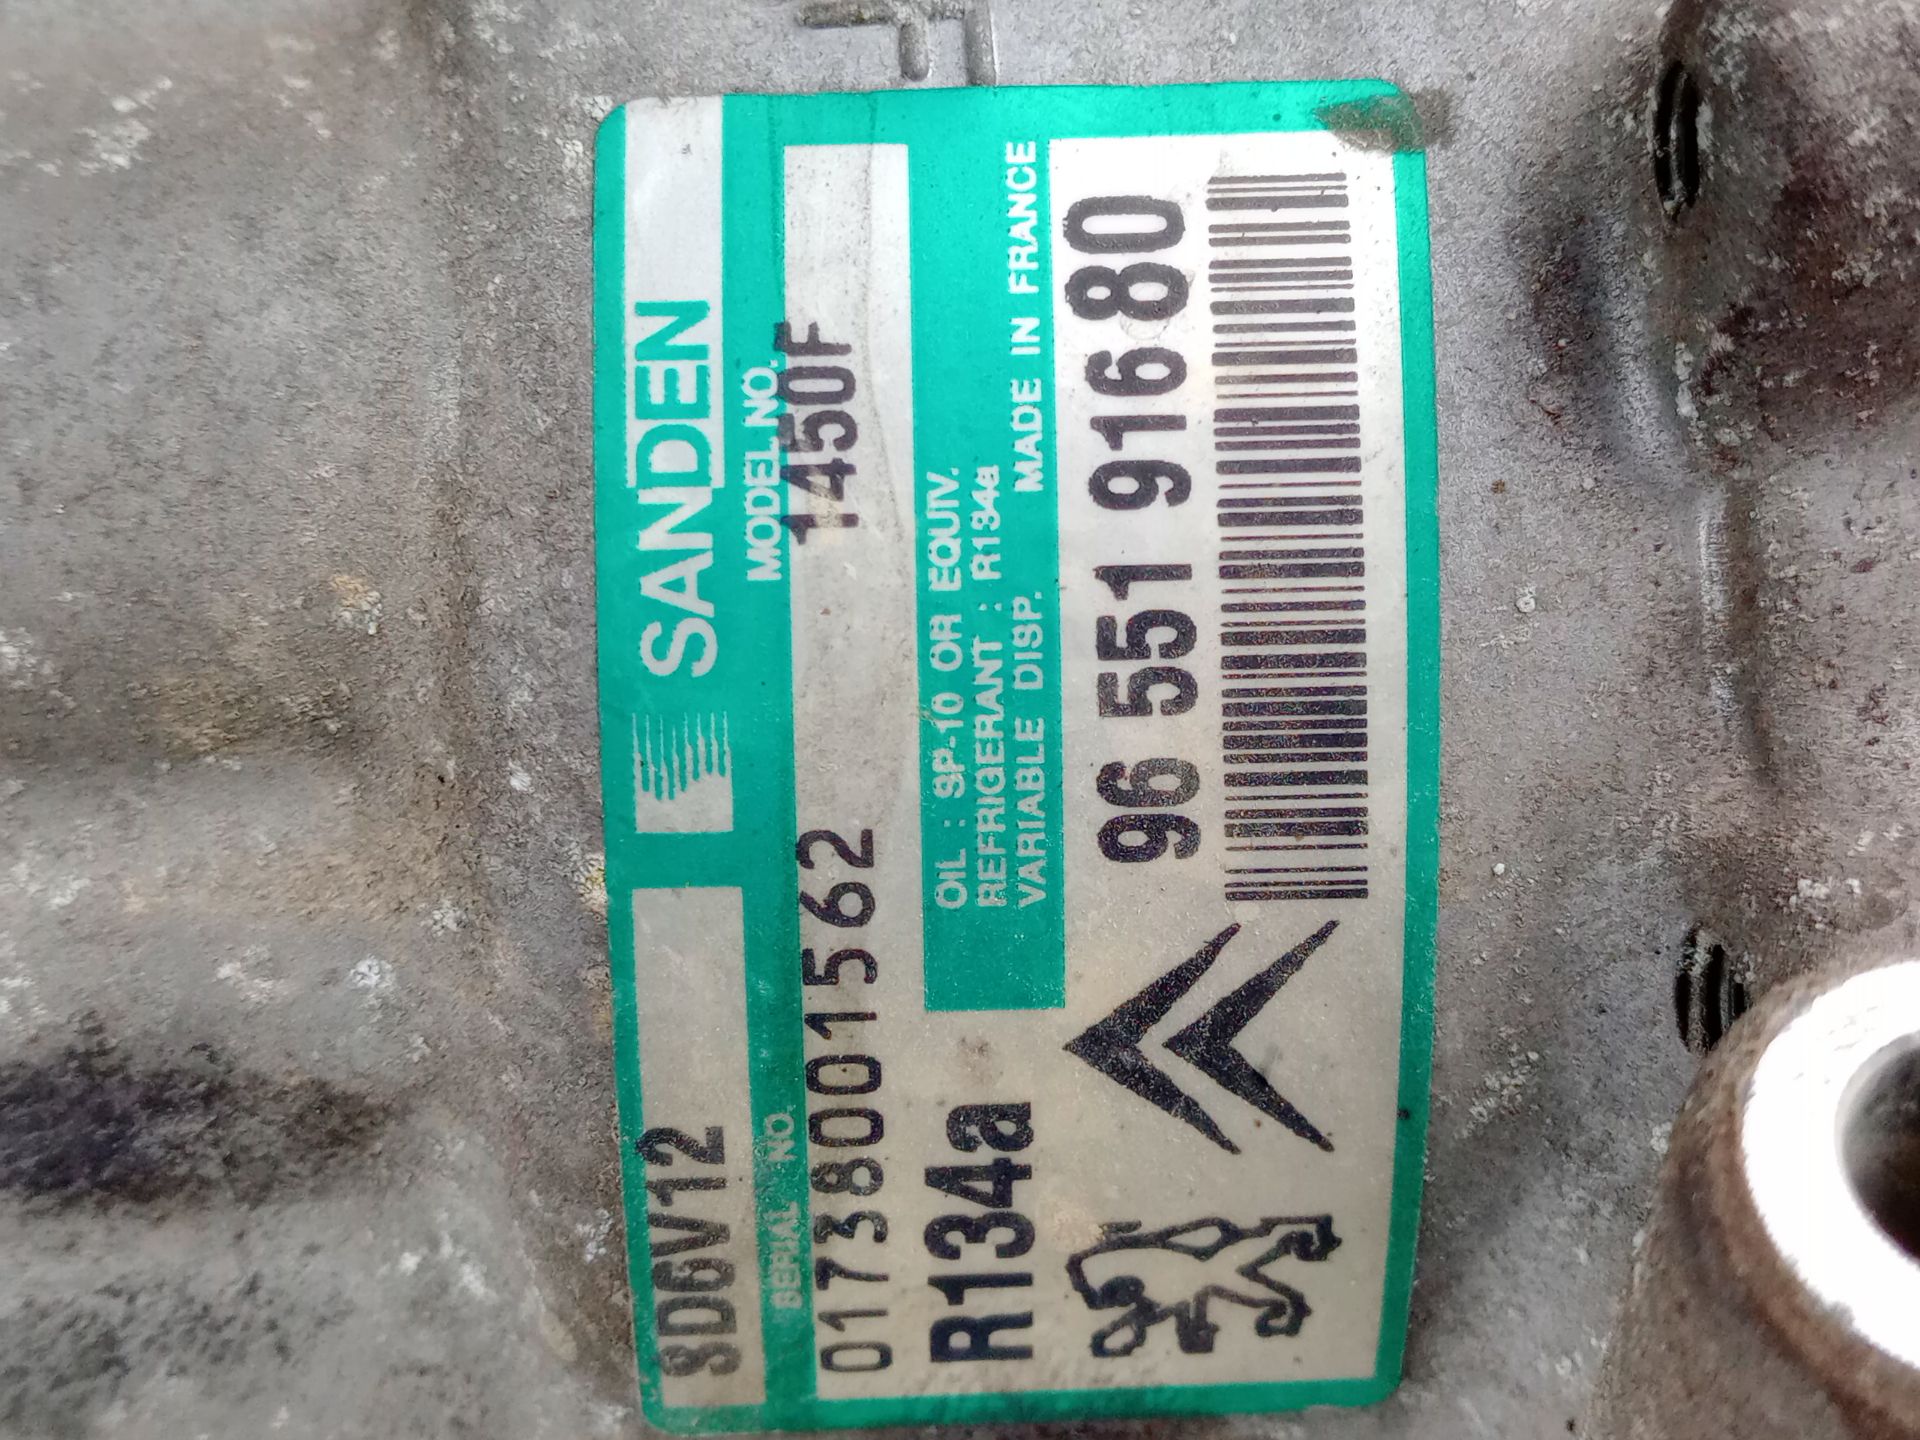 SD6V12
SANDEN
SERIAL NO.
MODEL NO.
01738001562
1450F
R134a
OIL : SP-10 OR EQUIV.
REFRIGERANT : R134a
VARIABLE DISP.
MADE IN FRANCE
96 551 916 80